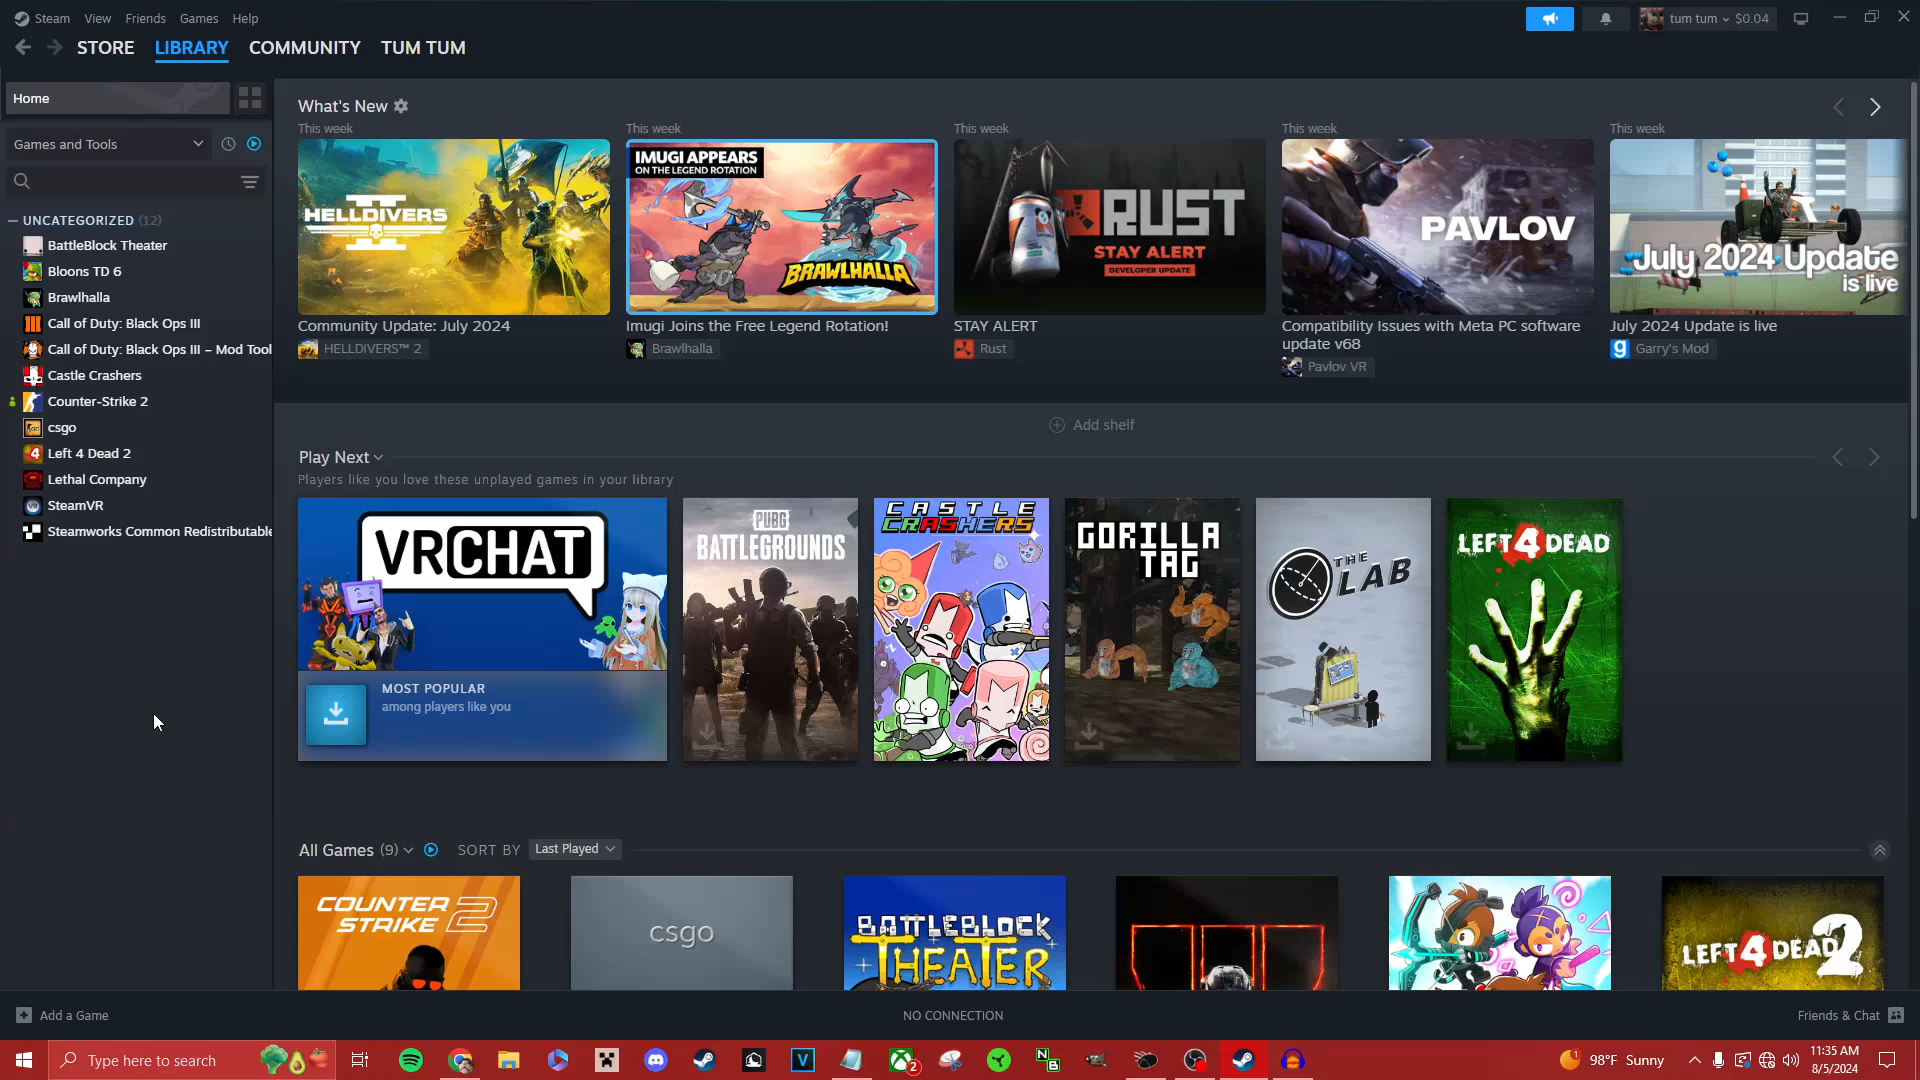 Steam View Friends Games Help
tum tum $0.04
STORE LIBRARY COMMUNITY TUM TUM
Home
Games and Tools
UNCATEGORIZED (12)
BattleBlock Theater
Bloons TD 6
Brawlhalla
Call of Duty: Black Ops III
Call of Duty: Black Ops III – Mod Tool
Castle Crashers
Counter-Strike 2
csgo
Left 4 Dead 2
Lethal Company
SteamVR
Steamworks Common Redistributable
What's New
This week
HELLDIVERS
II
Community Update: July 2024
HELLDIVERS™ 2
This week
IMUGI APPEARS
ON THE LEGEND ROTATION!
BRAWLHALLA
Imugi Joins the Free Legend Rotation!
Brawlhalla
This week
RUST
STAY ALERT
DEVELOPER UPDATE
STAY ALERT
Rust
This week
PAVLOV
Compatibility Issues with Meta PC software
update v68
Pavlov VR
This week
July 2024 Update
is live
July 2024 Update is live
g Garry's Mod
Add shelf
Play Next
Players like you love these unplayed games in your library
VRCHAT
MOST POPULAR
among players like you
PUBG
BATTLEGROUNDS
CASTLE
CRASHERS
GORILLA
TAG
THE
LAB
LEFT 4 DEAD
All Games (9) SORT BY Last Played
COUNTER
STRIKE 2
csgo
BATTLEBLOCK
THEATER
LEFT 4 DEAD 2
Add a Game
NO CONNECTION
Friends & Chat
Type here to search
V
2
N
B
1
98°F Sunny
11:35 AM
8/5/2024